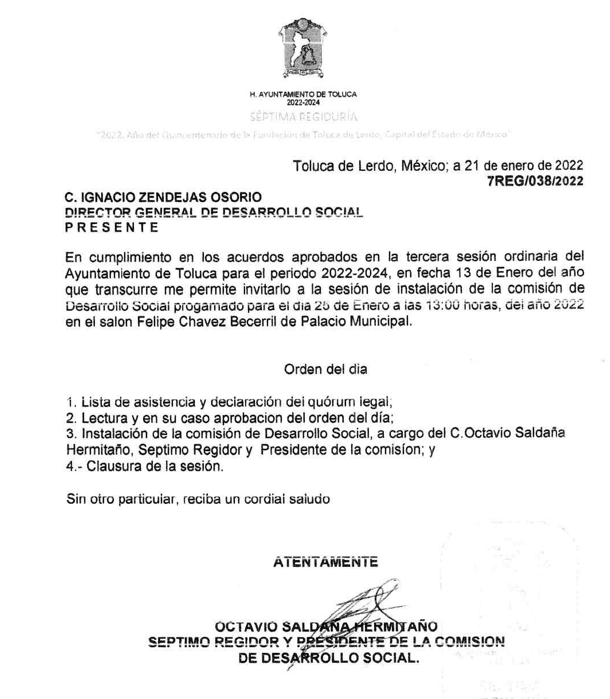 H. AYUNTAMIENTO DE TOLUCA
2022-2024
SÉPTIMA REGIDURÍA
"2022. Año del Quincentenario de la Fundación de Toluca de Lerdo, Capital del Estado de México"
Toluca de Lerdo, México; a 21 de enero de 2022
7REG/038/2022
C. IGNACIO ZENDEJAS OSORIO
DIRECTOR GENERAL DE DESARROLLO SOCIAL
P R E S E N T E
En cumplimiento en los acuerdos aprobados en la tercera sesión ordinaria del
Ayuntamiento de Toluca para el periodo 2022-2024, en fecha 13 de Enero del año
que transcurre me permite invitarlo a la sesión de instalación de la comisión de
Desarrollo Social progamado para el día 25 de Enero a las 13:00 horas, del año 2022
en el salon Felipe Chavez Becerril de Palacio Municipal.
Orden del dia
1. Lista de asistencia y declaración del quórum legal;
2. Lectura y en su caso aprobacion del orden del día;
3. Instalación de la comisión de Desarrollo Social, a cargo del C.Octavio Saldaña
Hermitaño, Septimo Regidor y Presidente de la comisíon; y
4.- Clausura de la sesión.
Sin otro particular, reciba un cordial saludo
ATENTAMENTE
OCTAVIO SALDAÑA HERMITAÑO
SEPTIMO REGIDOR Y PRESIDENTE DE LA COMISION
DE DESARROLLO SOCIAL.